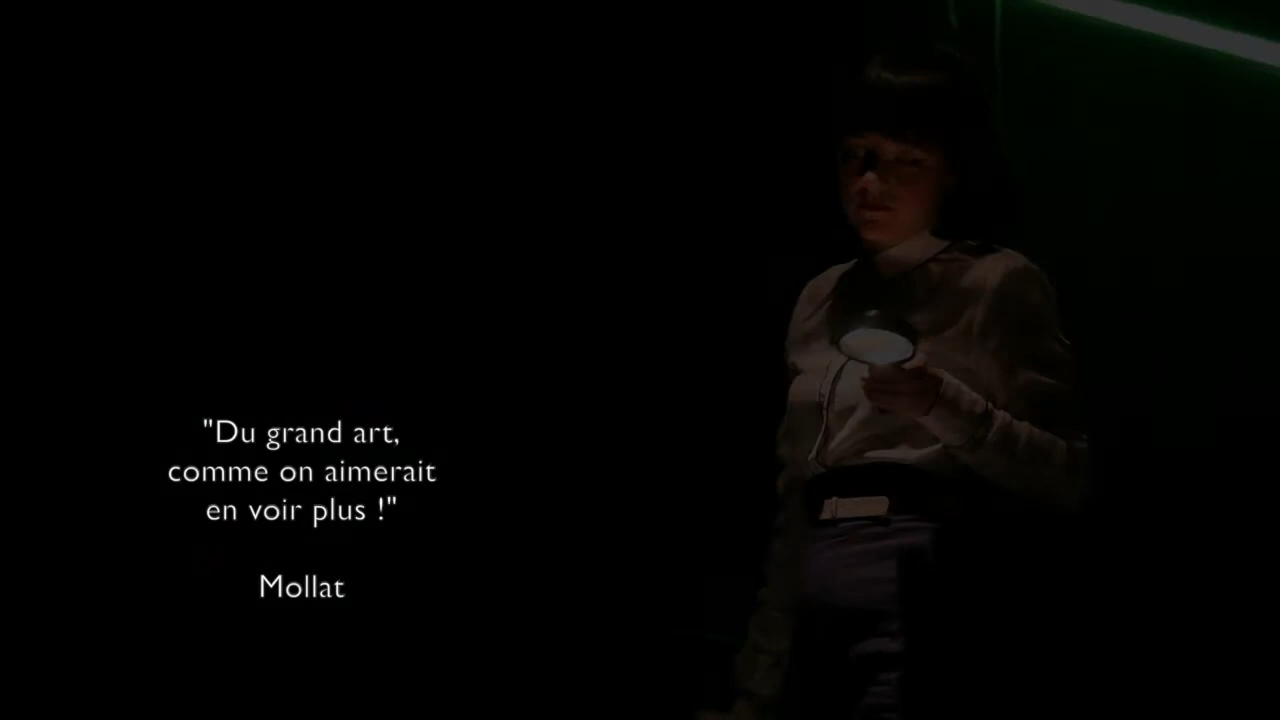 "Du grand art,
comme on aimerait
en voir plus !"
Mollat